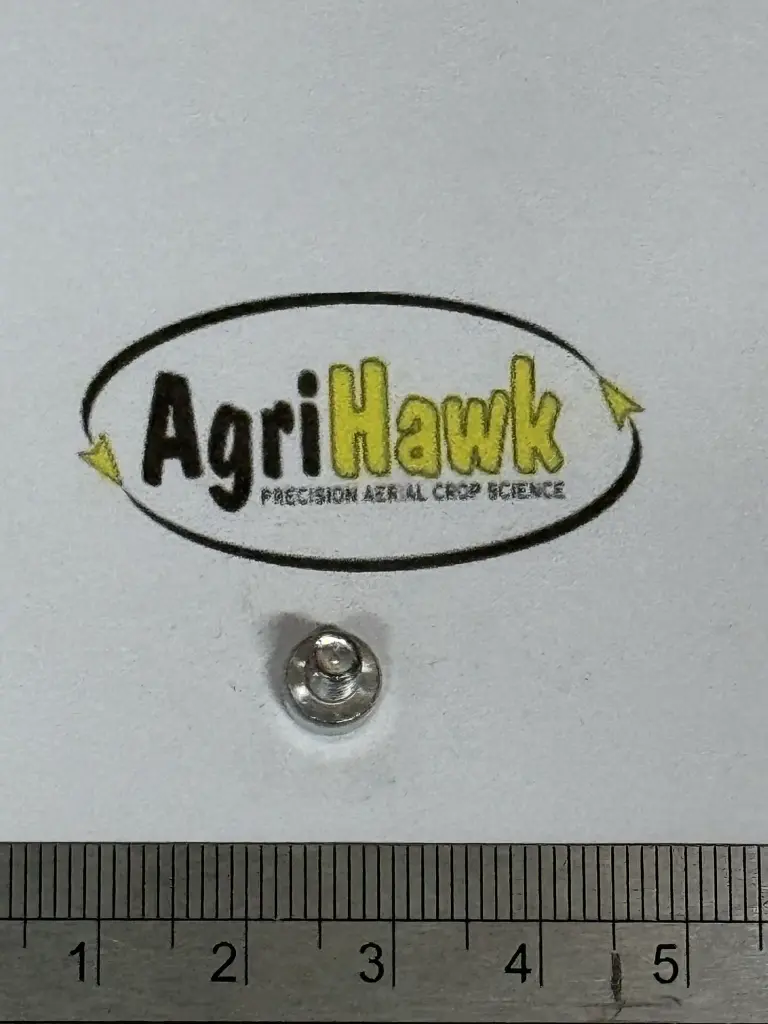 AgriHawk
PRECISION AERIAL CROP SCIENCE
1 2 3 4 5